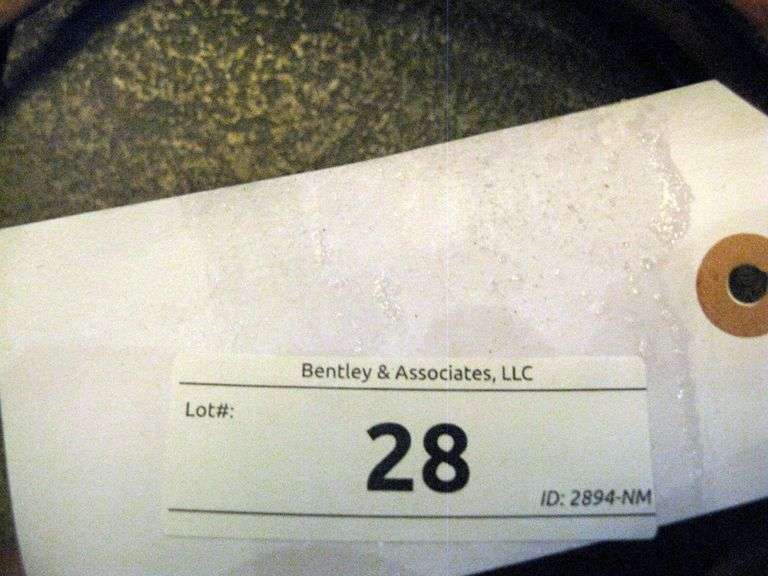 Bentley & Associates, LLC
Lot#:
28
ID: 2894-NM